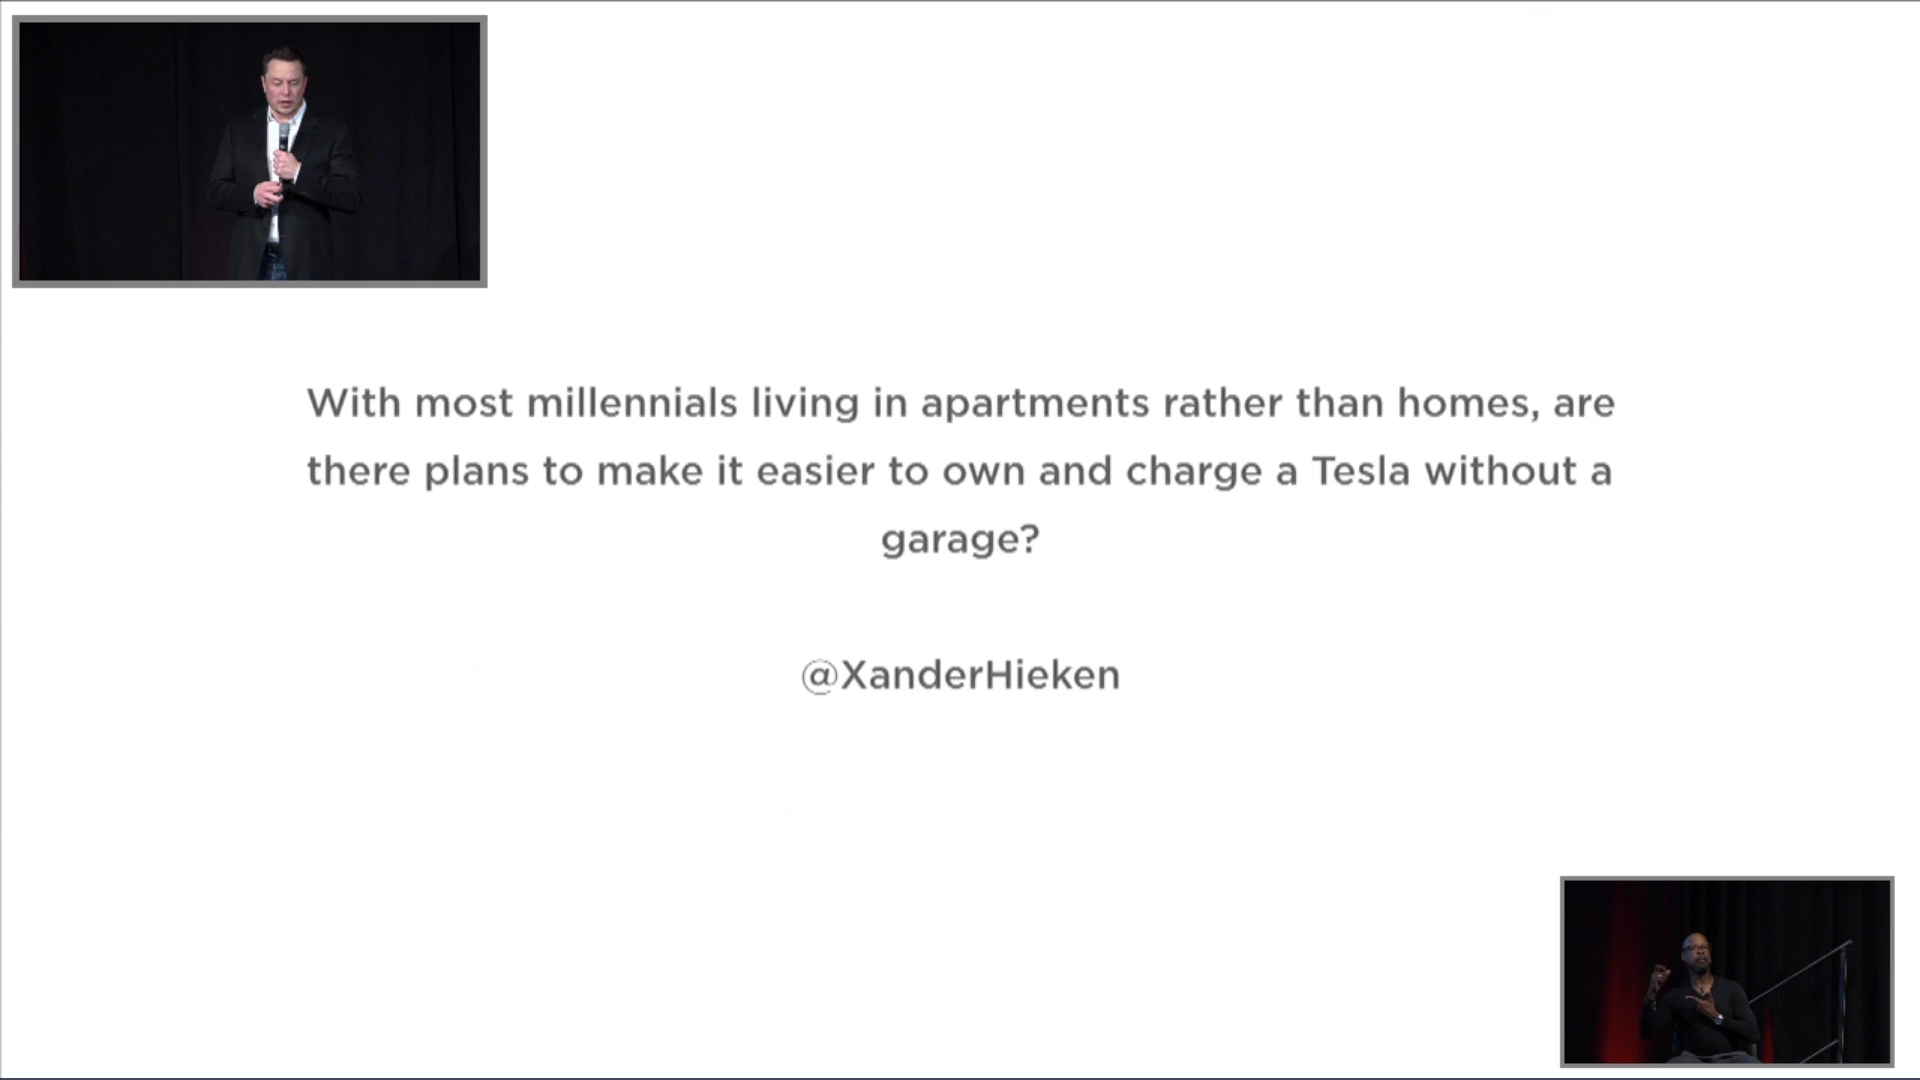 With most millennials living in apartments rather than homes, are
there plans to make it easier to own and charge a Tesla without a
garage?
@XanderHieken